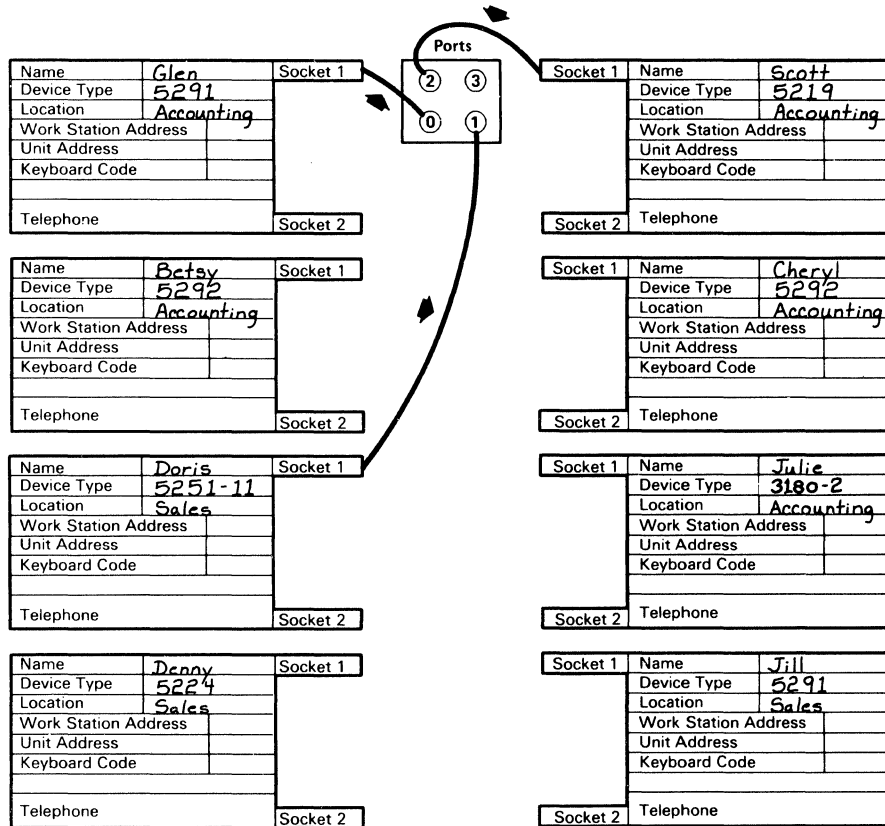 Ports
2 3
0 1
Name Glen Socket 1
Device Type 5291
Location Accounting
Work Station Address
Unit Address
Keyboard Code
Telephone Socket 2
Socket 1 Name Scott
Device Type 5219
Location Accounting
Work Station Address
Unit Address
Keyboard Code
Socket 2 Telephone
Name Betsy Socket 1
Device Type 5292
Location Accounting
Work Station Address
Unit Address
Keyboard Code
Telephone Socket 2
Socket 1 Name Cheryl
Device Type 5292
Location Accounting
Work Station Address
Unit Address
Keyboard Code
Socket 2 Telephone
Name Doris Socket 1
Device Type 5251-11
Location Sales
Work Station Address
Unit Address
Keyboard Code
Telephone Socket 2
Socket 1 Name Julie
Device Type 3180-2
Location Accounting
Work Station Address
Unit Address
Keyboard Code
Socket 2 Telephone
Name Denny Socket 1
Device Type 5224
Location Sales
Work Station Address
Unit Address
Keyboard Code
Telephone Socket 2
Socket 1 Name Jill
Device Type 5291
Location Sales
Work Station Address
Unit Address
Keyboard Code
Socket 2 Telephone